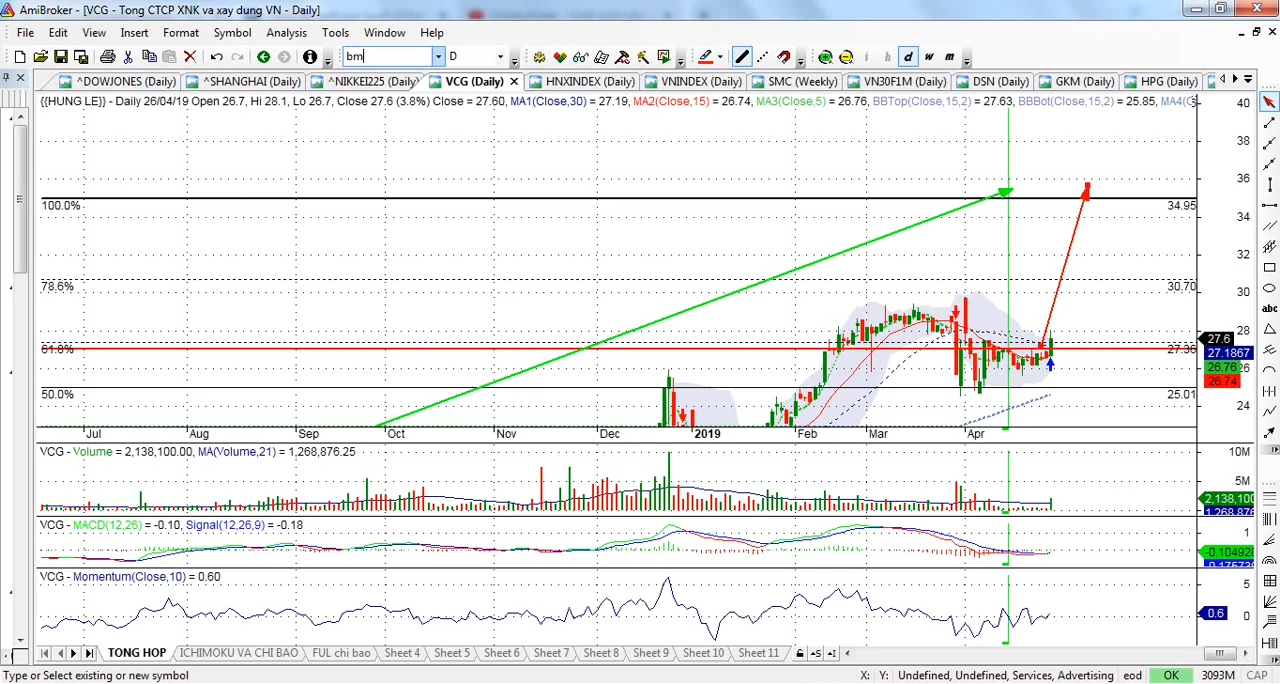 AmiBroker - [VCG - Tong CTCP XNK va xay dung VN - Daily]
File Edit View Insert Format Symbol Analysis Tools Window Help
bm D d w m
^DOWJONES (Daily) ^SHANGHAI (Daily) ^NIKKEI225 (Daily) VCG (Daily) HNXINDEX (Daily) VNINDEX (Daily) SMC (Weekly) VN30F1M (Daily) DSN (Daily) GKM (Daily) HPG (Daily)
{{HUNG LE}} - Daily 26/04/19 Open 26.7, Hi 28.1, Lo 26.7, Close 27.6 (3.8%) Close = 27.60, MA1(Close,30) = 27.19, MA2(Close,15) = 26.74, MA3(Close,5) = 26.76, BBTop(Close,15,2) = 27.63, BBBot(Close,15,2) = 25.85,
40
38
36
100.0% 34.95
34
32
78.6% 30.70
30
28
27.6
61.8% 27.36
27.1867
26.76
26
26.74
50.0% 25.01
24
Jul Aug Sep Oct Nov Dec 2019 Feb Mar Apr
VCG - Volume = 2,138,100.00, MA(Volume,21) = 1,268,876.25 10M
5M
2,138,100
VCG - MACD(12,26) = -0.10, Signal(12,26,9) = -0.18
1
-0.104928
VCG - Momentum(Close,10) = 0.60
5
0.6 0
TONG HOP ICHIMOKU VA CHI BAO FUL chi bao Sheet 4 Sheet 5 Sheet 6 Sheet 7 Sheet 8 Sheet 9 Sheet 10 Sheet 11
Type or Select existing or new symbol X: Y: Undefined, Undefined, Services, Advertising eod OK 3093M CAP
abc